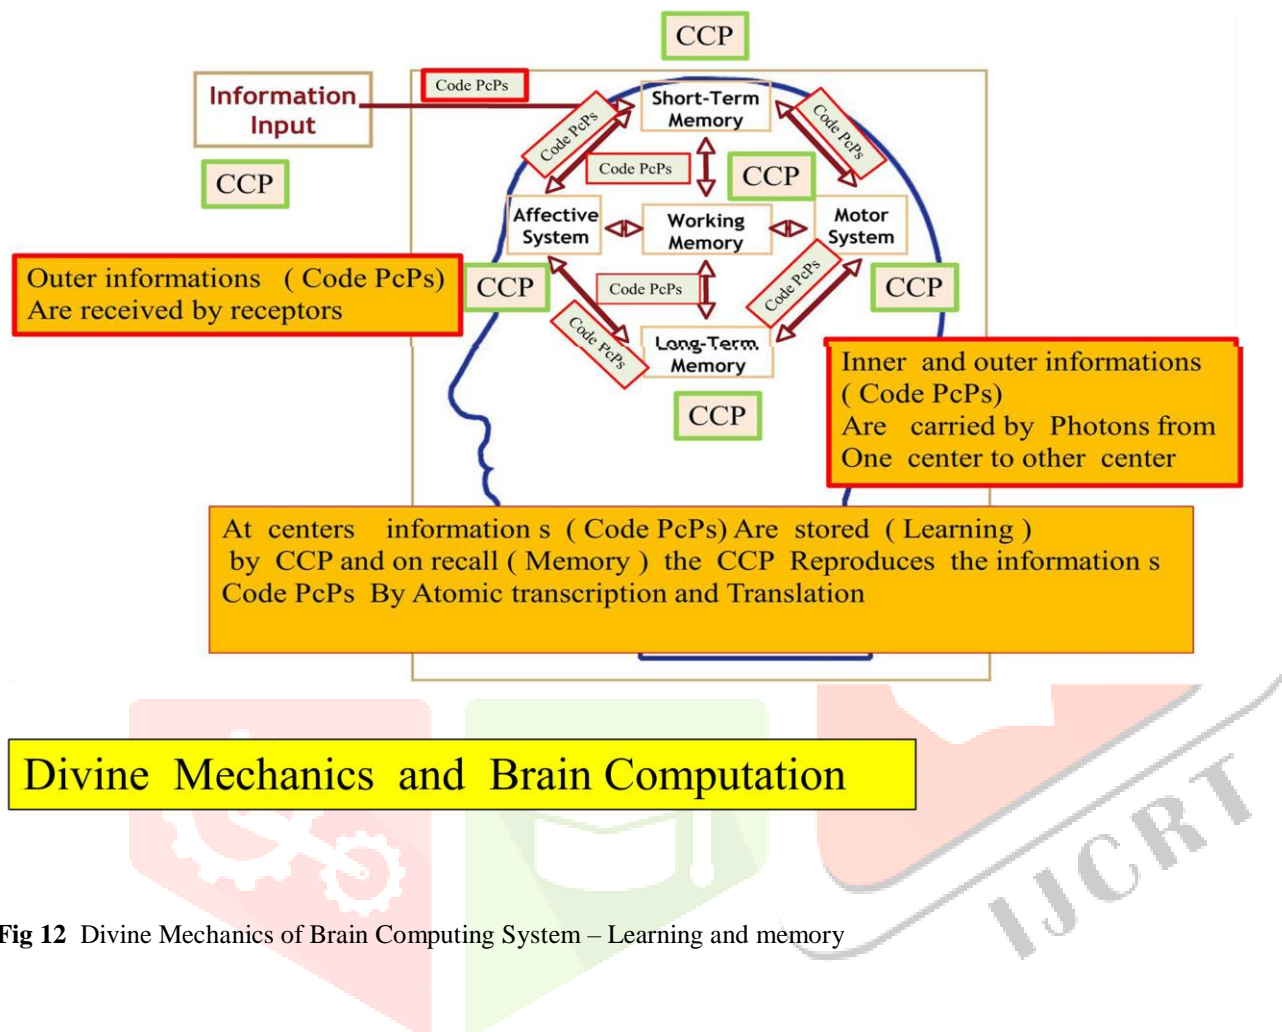 CCP
Code PcPs
Information
Input
Short-Term
Memory
Code PcPs
Code PcPs
Code PcPs
CCP
CCP
Affective
System
Working
Memory
Motor
System
Outer informations ( Code PcPs)
Are received by receptors
CCP
Code PcPs
Code PcPs
CCP
Code PcPs
Long-Term
Memory
CCP
Inner and outer informations
( Code PcPs)
Are carried by Photons from
One center to other center
At centers information s ( Code PcPs) Are stored ( Learning )
by CCP and on recall ( Memory ) the CCP Reproduces the information s
Code PcPs By Atomic transcription and Translation
Divine Mechanics and Brain Computation
IJCRT
Fig 12 Divine Mechanics of Brain Computing System – Learning and memory